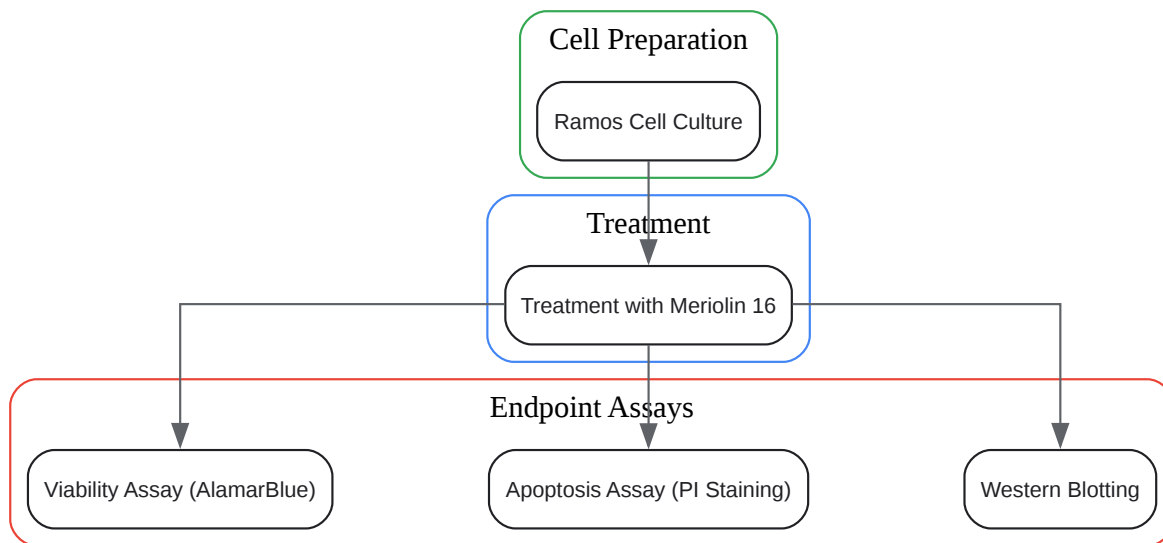 Cell Preparation
Ramos Cell Culture
Treatment
Treatment with Meriolin 16
Endpoint Assays
Viability Assay (AlamarBlue)
Apoptosis Assay (PI Staining)
Western Blotting